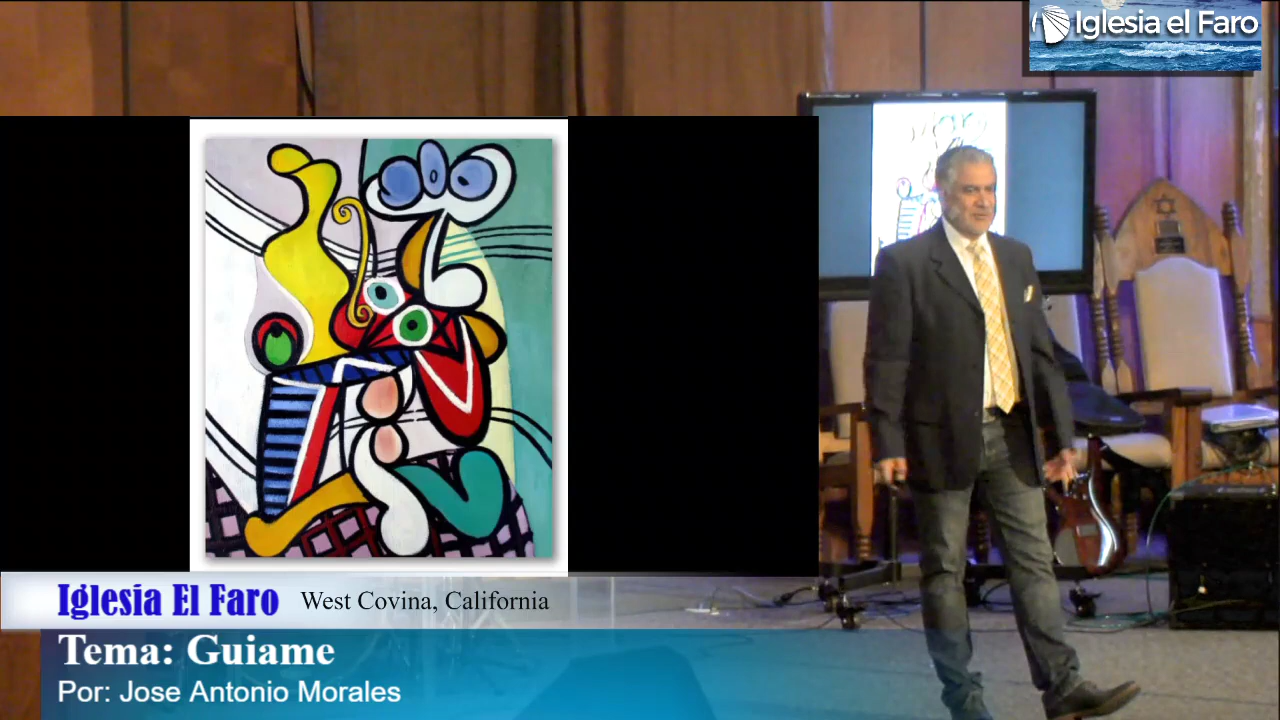 Iglesia el Faro
Iglesia El Faro
West Covina, California
Tema: Guiame
Por: Jose Antonio Morales